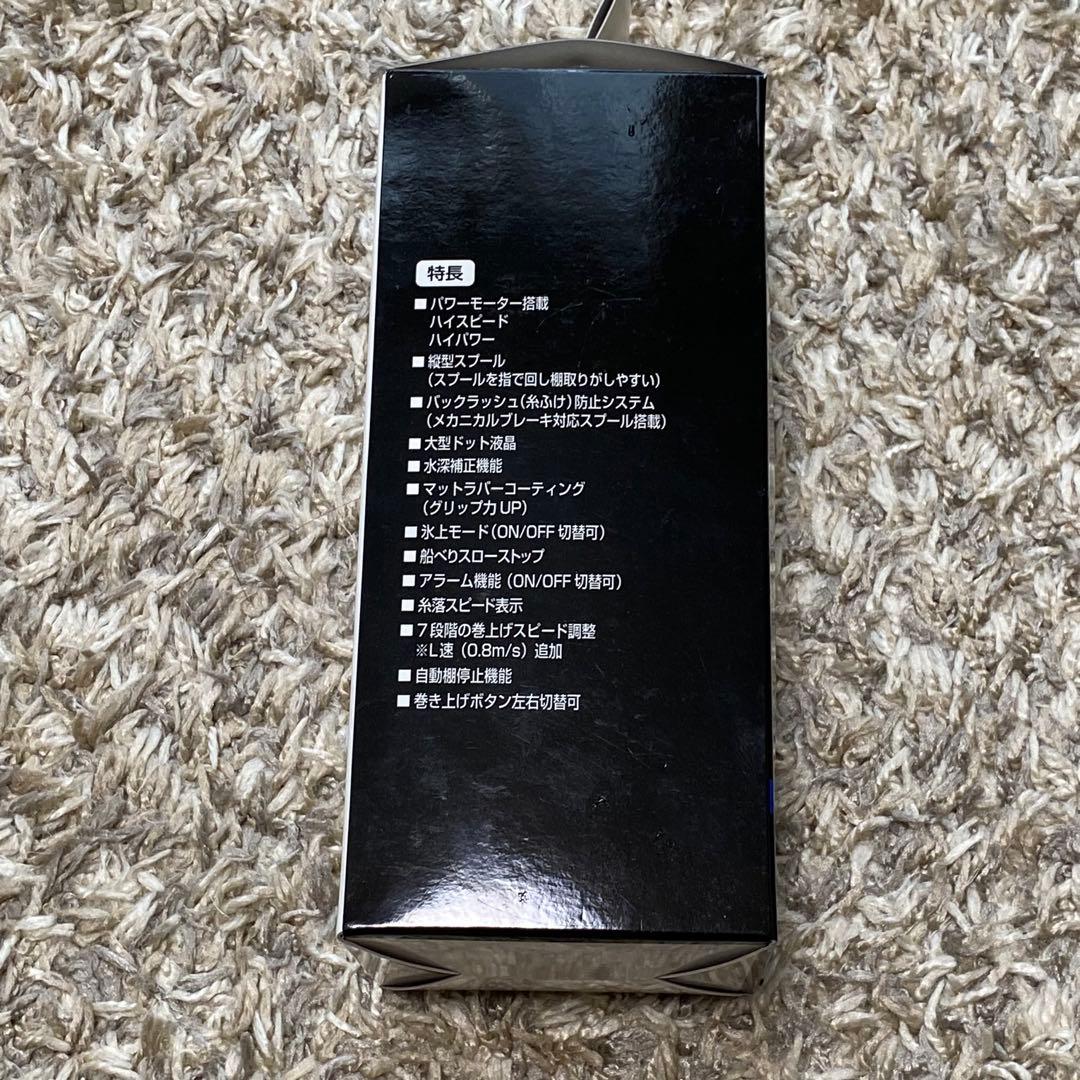 特長
■パワーモーター搭載
ハイスピード
ハイパワー
■縦型スプール
(スプールを指で回し棚取りがしやすい)
■バックラッシュ(糸ふけ)防止システム
(メカニカルブレーキ対応スプール搭載)
■大型ドット液晶
■水深補正機能
■マットラバーコーティング
(グリップ力UP)
■氷上モード(ON/OFF切替可)
■船べりスローストップ
■アラーム機能(ON/OFF切替可)
■糸落スピード表示
■7段階の巻上げスピード調整
※L速(0.8m/s)追加
■自動棚停止機能
■巻き上げボタン左右切替可